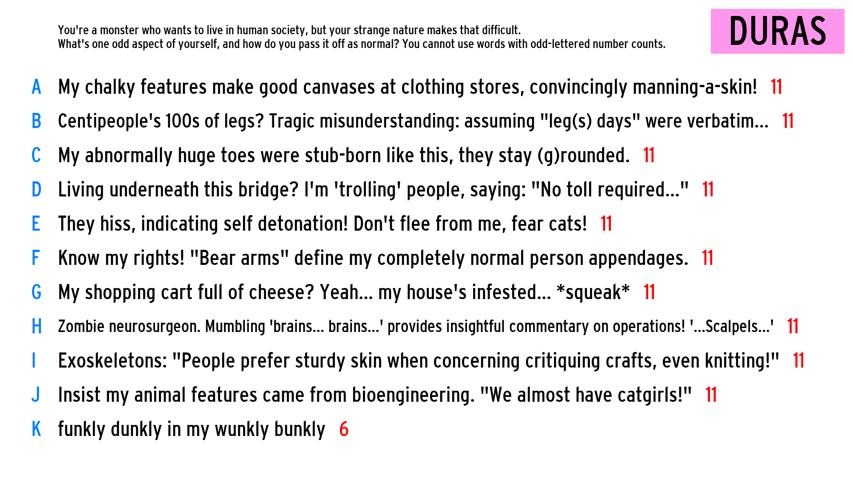 You're a monster who wants to live in human society, but your strange nature makes that difficult.
What's one odd aspect of yourself, and how do you pass it off as normal? You cannot use words with odd-lettered number counts.
DURAS
A My chalky features make good canvases at clothing stores, convincingly manning-a-skin! 11
B Centipeople's 100s of legs? Tragic misunderstanding: assuming "leg(s) days" were verbatim... 11
C My abnormally huge toes were stub-born like this, they stay (g)rounded. 11
D Living underneath this bridge? I'm 'trolling' people, saying: "No toll required..." 11
E They hiss, indicating self detonation! Don't flee from me, fear cats! 11
F Know my rights! "Bear arms" define my completely normal person appendages. 11
G My shopping cart full of cheese? Yeah... my house's infested... *squeak* 11
H Zombie neurosurgeon. Mumbling 'brains... brains...' provides insightful commentary on operations! '...Scalpels...' 11
I Exoskeletons: "People prefer sturdy skin when concerning critiquing crafts, even knitting!" 11
J Insist my animal features came from bioengineering. "We almost have catgirls!" 11
K funkly dunkly in my wunkly bunkly 6